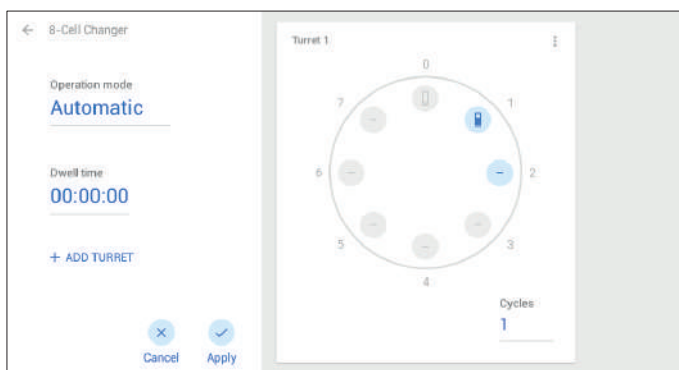 8-Cell Changer
Operation mode
Automatic
Dwell time
00:00:00
+ ADD TURRET
Cancel
Apply
Turret 1
0
1
2
3
4
5
6
7
Cycles
1